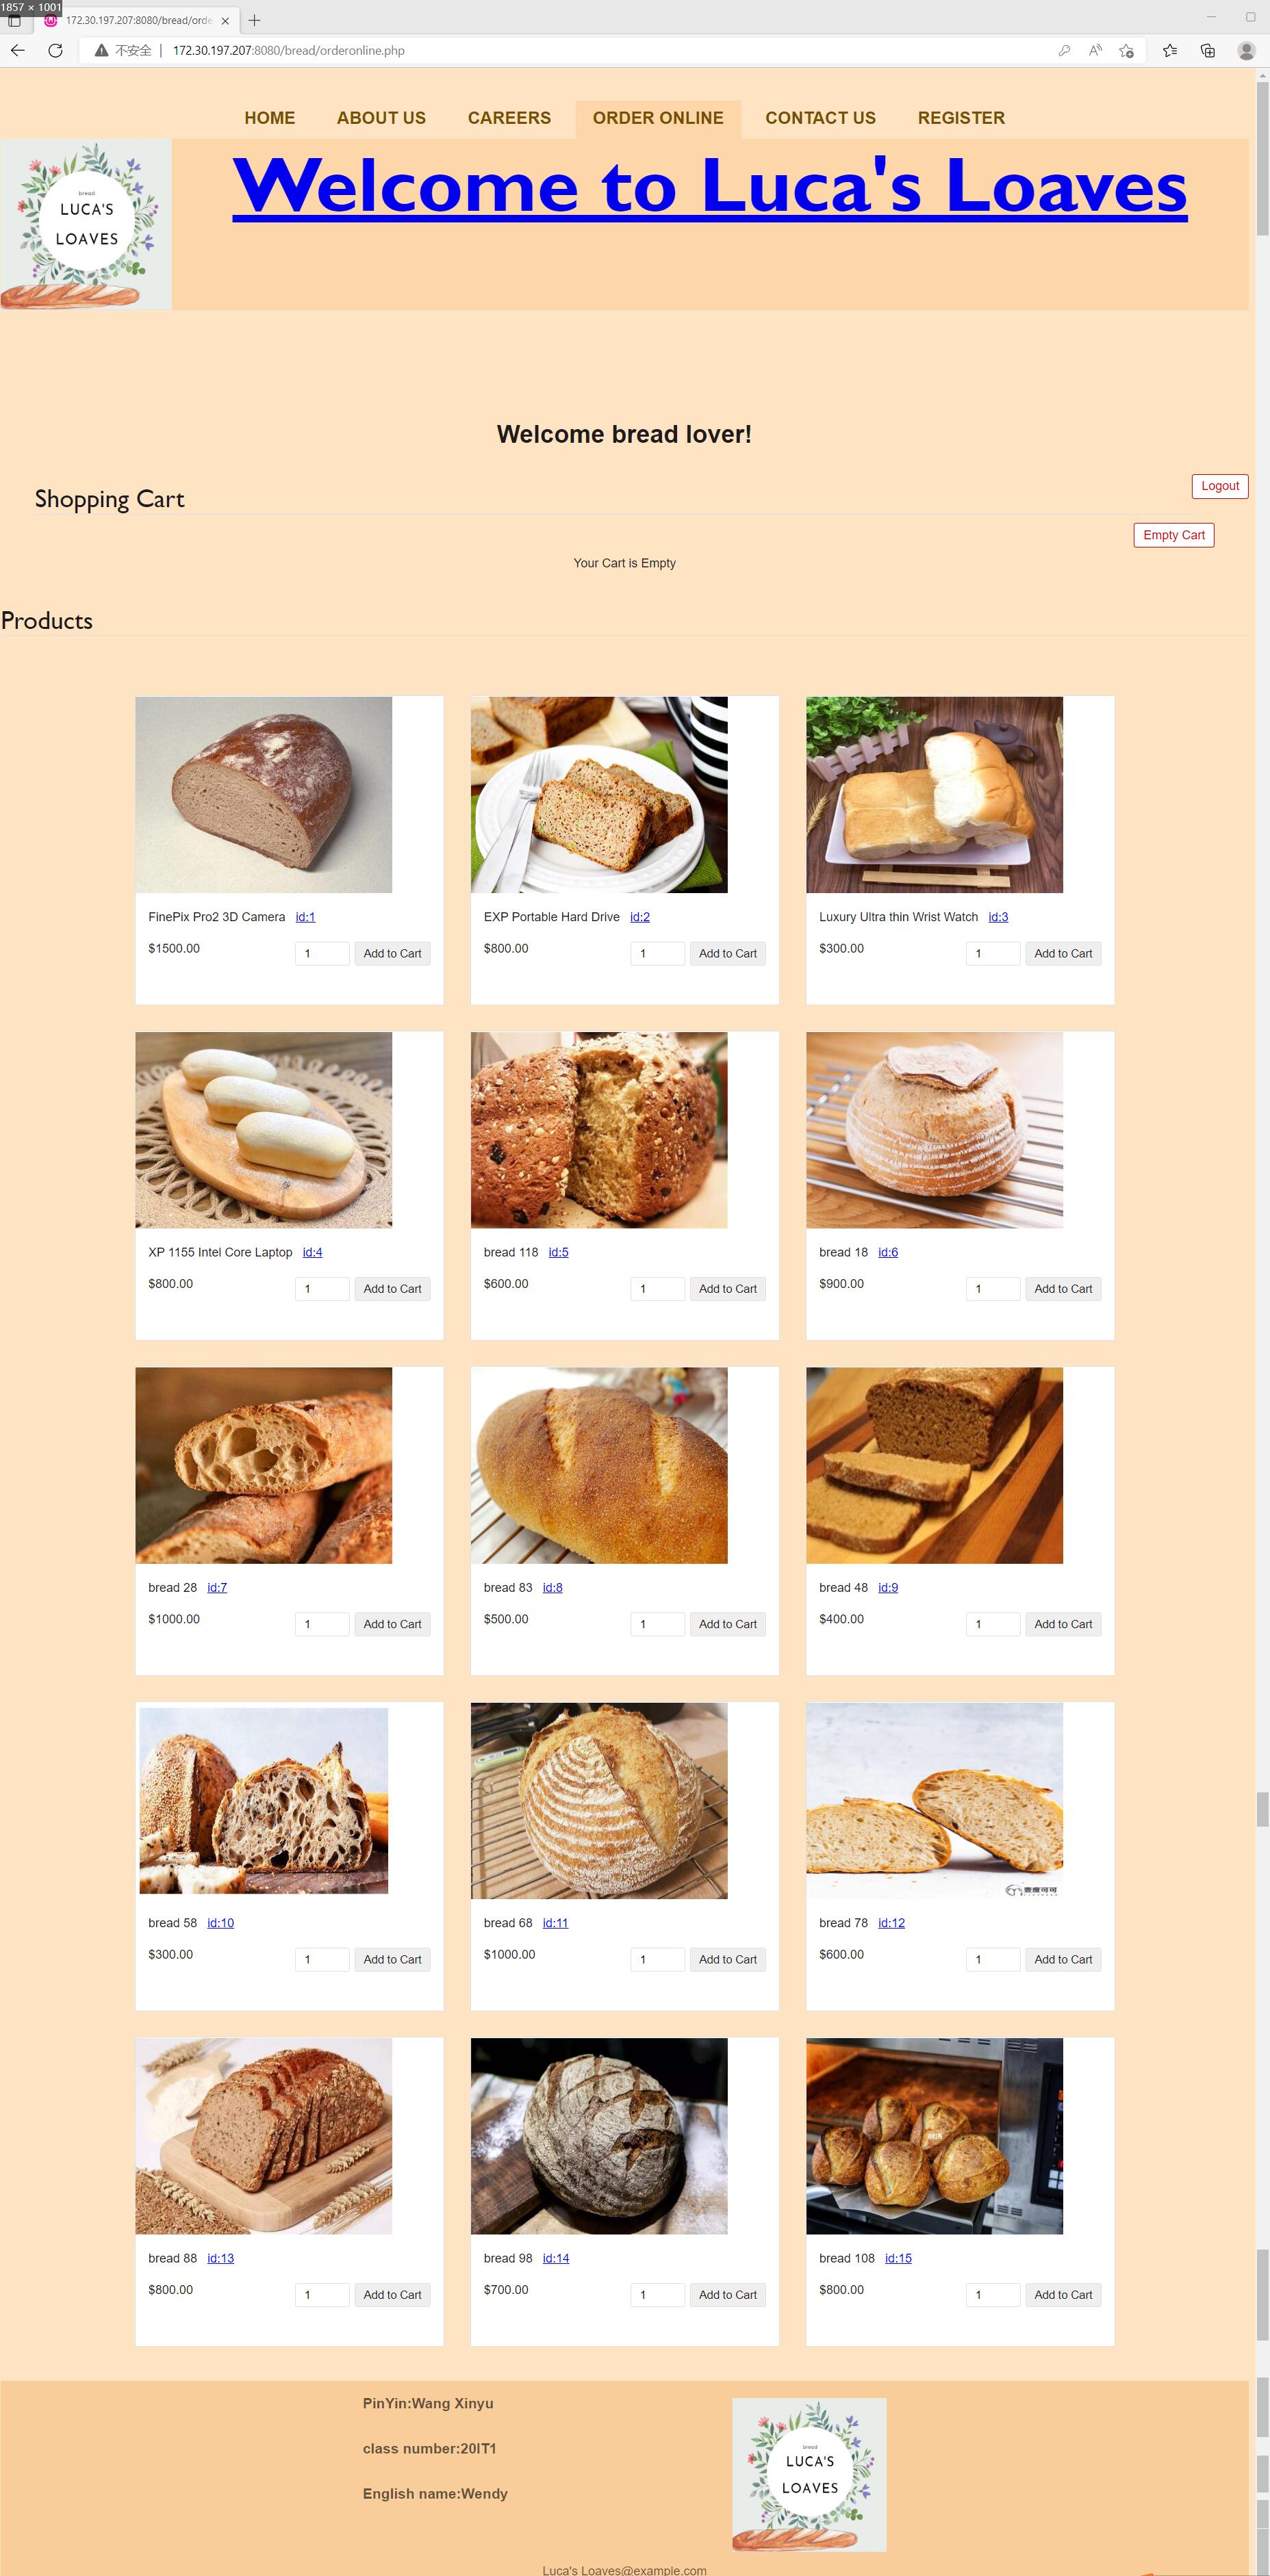 1857 × 1001
172.30.197.207:8080/bread/orde
不安全 | 172.30.197.207:8080/bread/orderonline.php
HOME ABOUT US CAREERS ORDER ONLINE CONTACT US REGISTER
bread
LUCA'S
LOAVES
Welcome to Luca's Loaves
Welcome bread lover!
Logout
Shopping Cart
Empty Cart
Your Cart is Empty
Products
FinePix Pro2 3D Camera id:1
$1500.00 1 Add to Cart
EXP Portable Hard Drive id:2
$800.00 1 Add to Cart
Luxury Ultra thin Wrist Watch id:3
$300.00 1 Add to Cart
XP 1155 Intel Core Laptop id:4
$800.00 1 Add to Cart
bread 118 id:5
$600.00 1 Add to Cart
bread 18 id:6
$900.00 1 Add to Cart
bread 28 id:7
$1000.00 1 Add to Cart
bread 83 id:8
$500.00 1 Add to Cart
bread 48 id:9
$400.00 1 Add to Cart
bread 58 id:10
$300.00 1 Add to Cart
bread 68 id:11
$1000.00 1 Add to Cart
bread 78 id:12
$600.00 1 Add to Cart
bread 88 id:13
$800.00 1 Add to Cart
bread 98 id:14
$700.00 1 Add to Cart
bread 108 id:15
$800.00 1 Add to Cart
PinYin:Wang Xinyu
class number:20IT1
English name:Wendy
bread
LUCA'S
LOAVES
Luca's Loaves@example.com